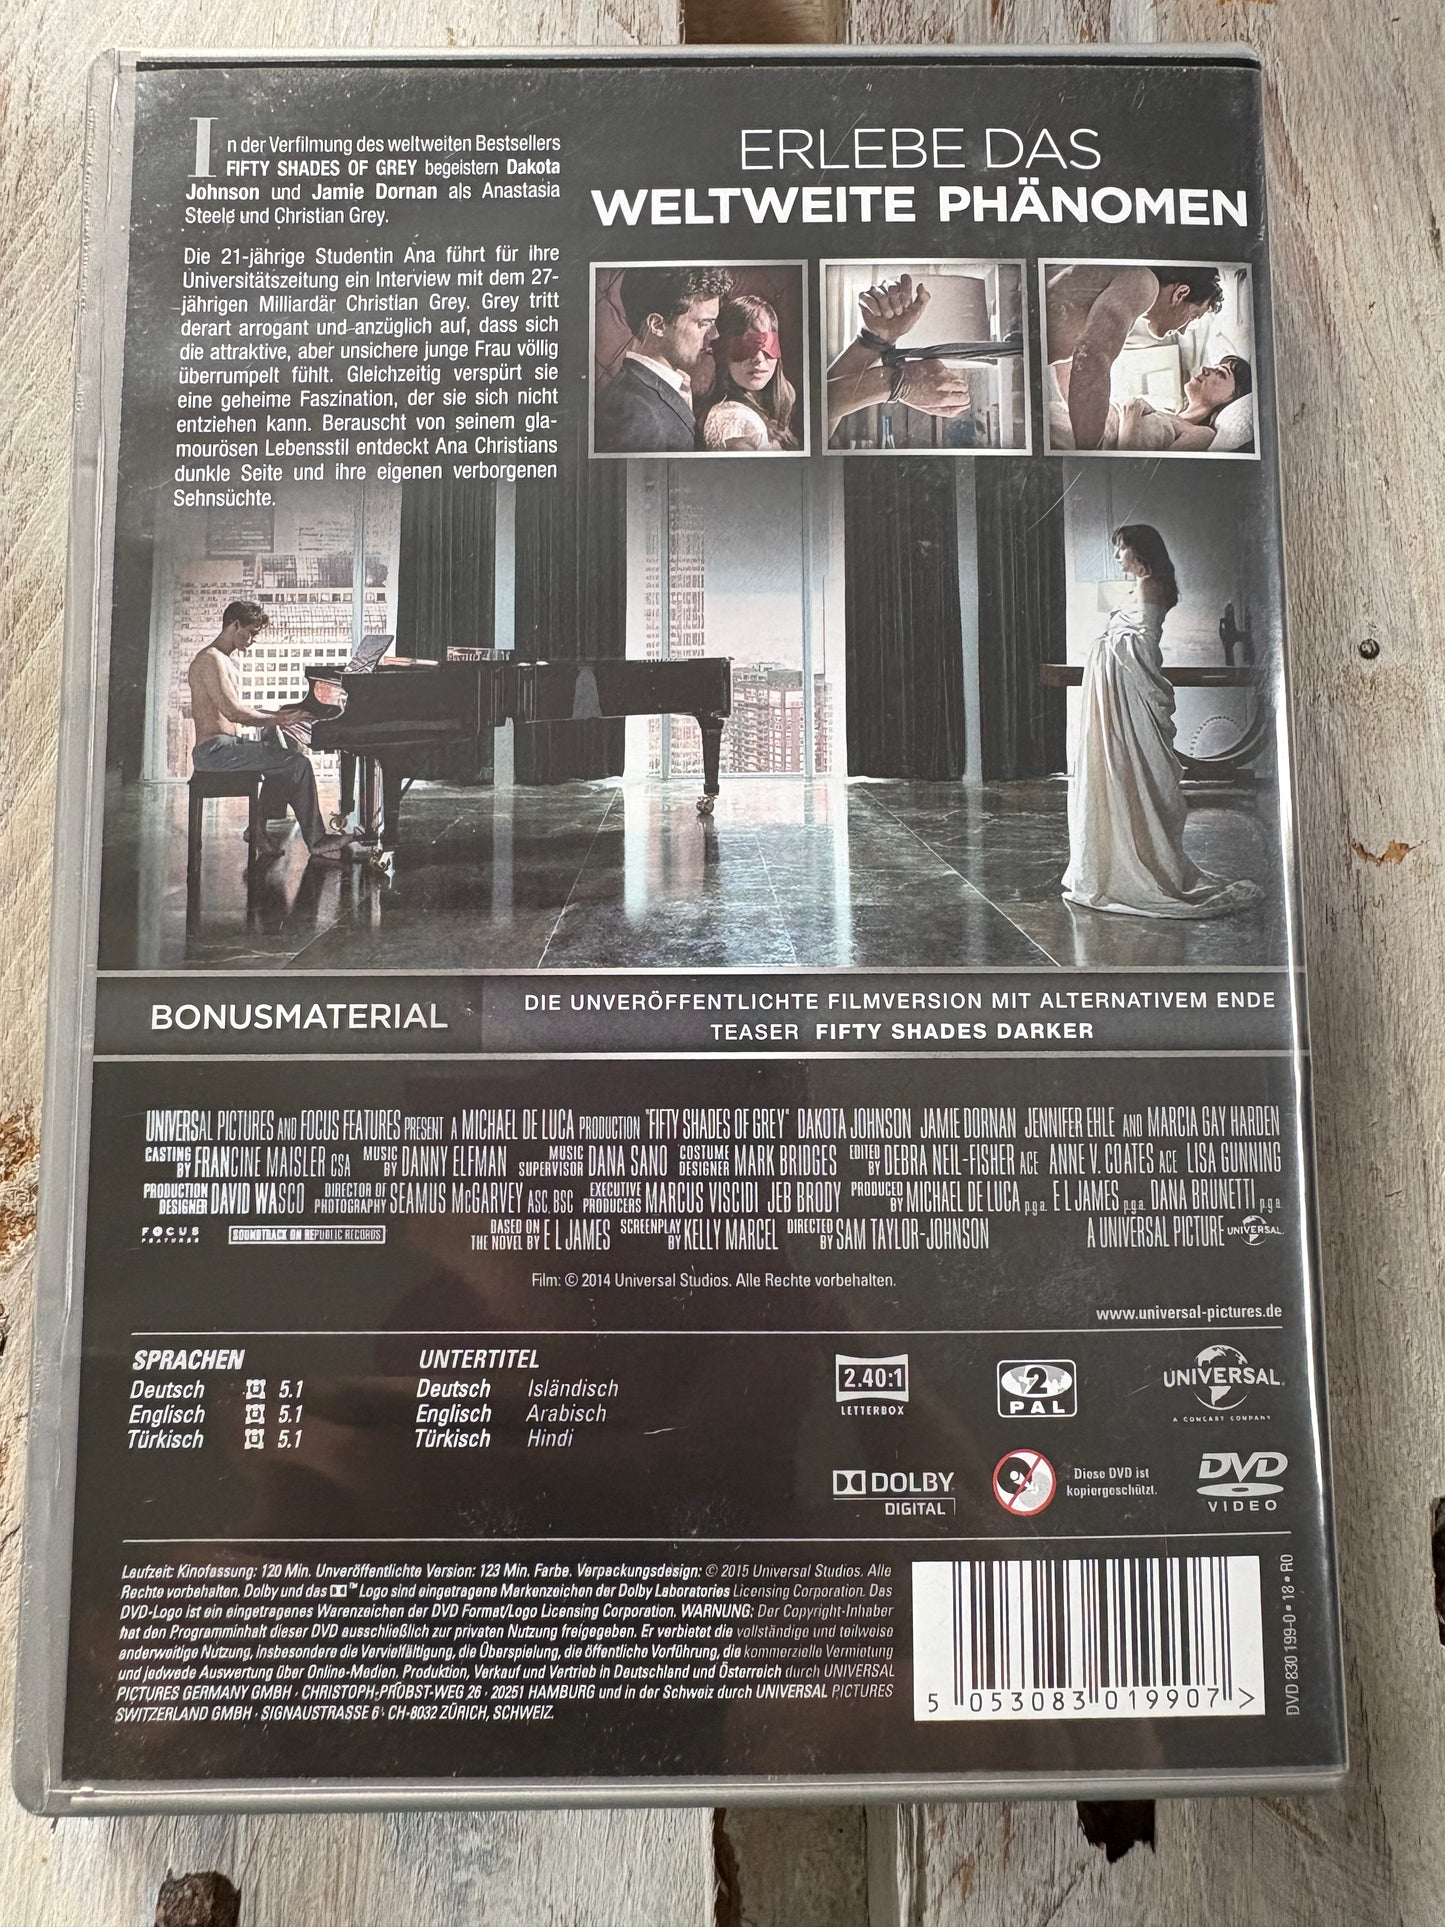 In der Verfilmung des weltweiten Bestsellers
FIFTY SHADES OF GREY begeistern Dakota
Johnson und Jamie Dornan als Anastasia
Steele und Christian Grey.
Die 21-jährige Studentin Ana führt für ihre
Universitätszeitung ein Interview mit dem 27-
jährigen Milliardär Christian Grey. Grey tritt
derart arrogant und anzüglich auf, dass sich
die attraktive, aber unsichere junge Frau völlig
überrumpelt fühlt. Gleichzeitig verspürt sie
eine geheime Faszination, der sie sich nicht
entziehen kann. Berauscht von seinem gla-
mourösen Lebensstil entdeckt Ana Christians
dunkle Seite und ihre eigenen verborgenen
Sehnsüchte.
ERLEBE DAS
WELTWEITE PHÄNOMEN
BONUSMATERIAL
DIE UNVERÖFFENTLICHTE FILMVERSION MIT ALTERNATIVEM ENDE
TEASER FIFTY SHADES DARKER
UNIVERSAL PICTURES AND FOCUS FEATURES PRESENT A MICHAEL DE LUCA PRODUCTION "FIFTY SHADES OF GREY" DAKOTA JOHNSON JAMIE DORNAN JENNIFER EHLE AND MARCIA GAY HARDEN
CASTING BY FRANCINE MAISLER CSA MUSIC BY DANNY ELFMAN MUSIC SUPERVISOR DANA SANO COSTUME DESIGNER MARK BRIDGES EDITED BY DEBRA NEIL-FISHER ACE ANNE V. COATES ACE LISA GUNNING
PRODUCTION DESIGNER DAVID WASCO DIRECTOR OF PHOTOGRAPHY SEAMUS McGARVEY ASC, BSC EXECUTIVE PRODUCERS MARCUS VISCIDI JEB BRODY PRODUCED BY MICHAEL DE LUCA p.g.a. E L JAMES p.g.a. DANA BRUNETTI p.g.a.
FOCUS FEATURES SOUNDTRACK ON REPUBLIC RECORDS BASED ON THE NOVEL BY E L JAMES SCREENPLAY BY KELLY MARCEL DIRECTED BY SAM TAYLOR-JOHNSON A UNIVERSAL PICTURE UNIVERSAL
Film: © 2014 Universal Studios. Alle Rechte vorbehalten.
www.universal-pictures.de
SPRACHEN
Deutsch 5.1
Englisch 5.1
Türkisch 5.1
UNTERTITEL
Deutsch Isländisch
Englisch Arabisch
Türkisch Hindi
2.40:1
LETTERBOX
2
PAL
UNIVERSAL
A COMCAST COMPANY
DOLBY
DIGITAL
Diese DVD ist
kopiergeschützt.
DVD
VIDEO
Laufzeit: Kinofassung: 120 Min. Unveröffentlichte Version: 123 Min. Farbe. Verpackungsdesign: © 2015 Universal Studios. Alle
Rechte vorbehalten. Dolby und das ™ Logo sind eingetragene Markenzeichen der Dolby Laboratories Licensing Corporation. Das
DVD-Logo ist ein eingetragenes Warenzeichen der DVD Format/Logo Licensing Corporation. WARNUNG: Der Copyright-Inhaber
hat den Programminhalt dieser DVD ausschließlich zur privaten Nutzung freigegeben. Er verbietet die vollständige und teilweise
anderweitige Nutzung, insbesondere die Vervielfältigung, die Überspielung, die öffentliche Vorführung, die kommerzielle Vermietung
und jedwede Auswertung über Online-Medien. Produktion, Verkauf und Vertrieb in Deutschland und Österreich durch UNIVERSAL
PICTURES GERMANY GMBH · CHRISTOPH-PROBST-WEG 26 · 20251 HAMBURG und in der Schweiz durch UNIVERSAL PICTURES
SWITZERLAND GMBH · SIGNAUSTRASSE 6 · CH-8032 ZÜRICH, SCHWEIZ.
5 053083 019907 >
DVD 830 199-0 • 18 • R0